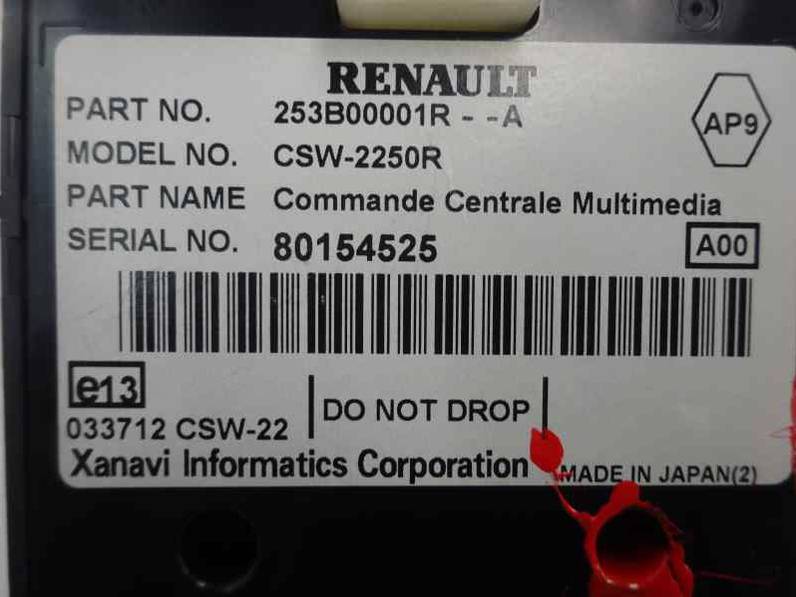 RENAULT
PART NO. 253B00001R - -A
AP9
MODEL NO. CSW-2250R
PART NAME Commande Centrale Multimedia
SERIAL NO. 80154525
A00
e13
033712 CSW-22
DO NOT DROP
Xanavi Informatics Corporation MADE IN JAPAN(2)